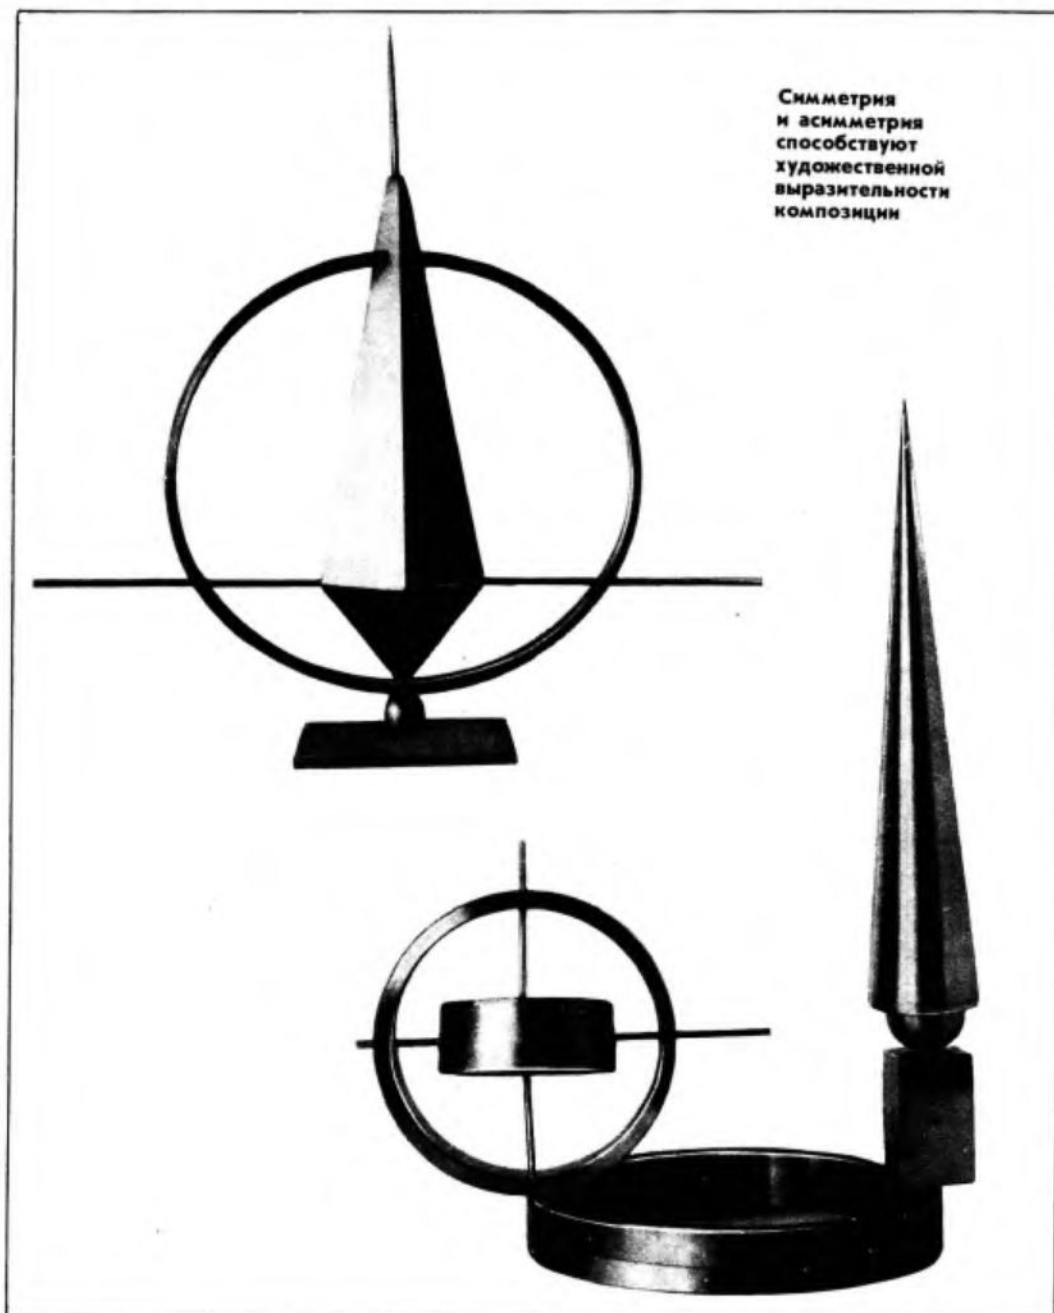 Симметрия
и асимметрия
способствуют
художественной
выразительности
композиции